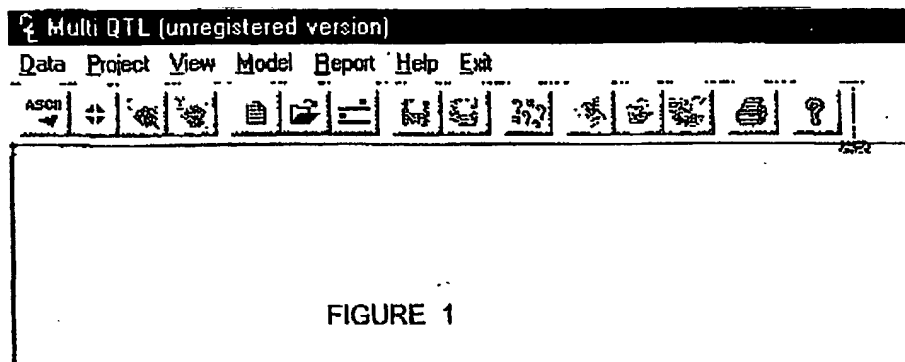 Multi QTL (unregistered version)
Data Project View Model Report Help Exit
ASCII
????
?
FIGURE 1